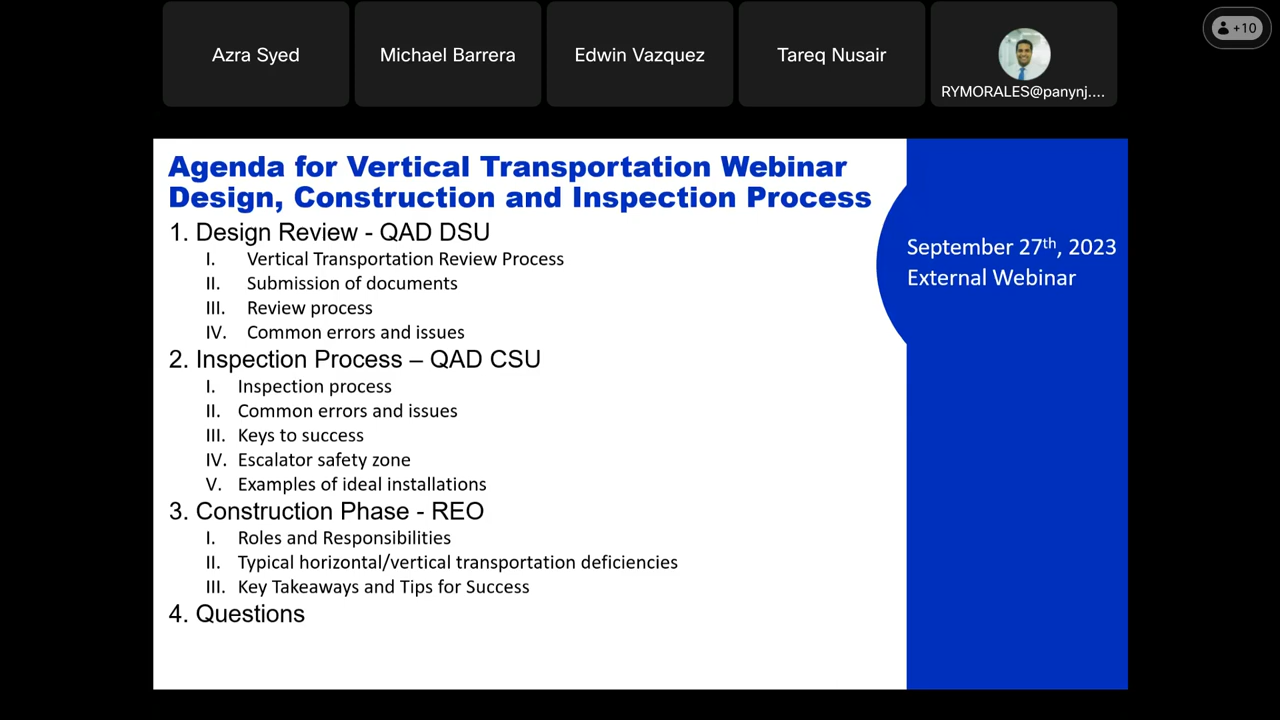 Azra Syed
Michael Barrera
Edwin Vazquez
Tareq Nusair
RYMORALES@panynj....
+10
Agenda for Vertical Transportation Webinar
Design, Construction and Inspection Process
1. Design Review - QAD DSU
I. Vertical Transportation Review Process
II. Submission of documents
III. Review process
IV. Common errors and issues
2. Inspection Process – QAD CSU
I. Inspection process
II. Common errors and issues
III. Keys to success
IV. Escalator safety zone
V. Examples of ideal installations
3. Construction Phase - REO
I. Roles and Responsibilities
II. Typical horizontal/vertical transportation deficiencies
III. Key Takeaways and Tips for Success
4. Questions
September 27th, 2023
External Webinar